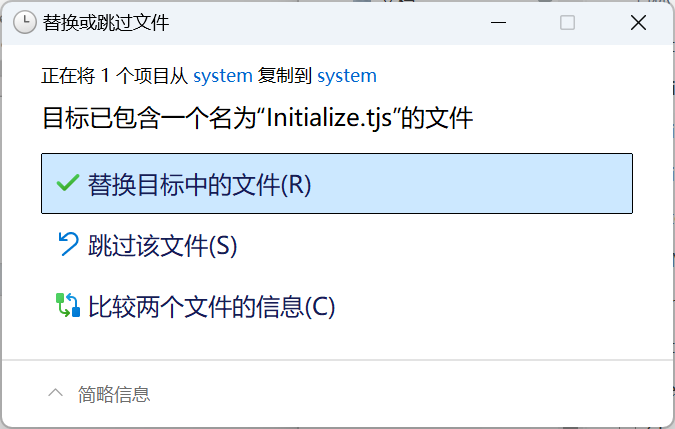 替换或跳过文件
正在将 1 个项目从 system 复制到 system
目标已包含一个名为“Initialize.tjs”的文件
替换目标中的文件(R)
跳过该文件(S)
比较两个文件的信息(C)
简略信息